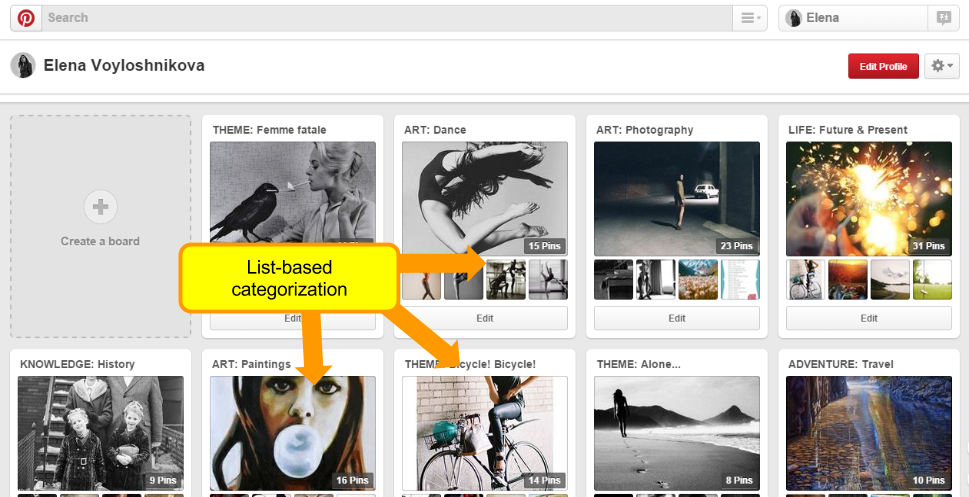 Search
Elena
Elena Voyloshnikova
Edit Profile
THEME: Femme fatale
ART: Dance
ART: Photography
LIFE: Future & Present
Create a board
15 Pins
23 Pins
31 Pins
List-based
categorization
Edit
Edit
Edit
Edit
KNOWLEDGE: History
ART: Paintings
THEME: Bicycle! Bicycle!
THEME: Alone...
ADVENTURE: Travel
9 Pins
16 Pins
14 Pins
8 Pins
10 Pins